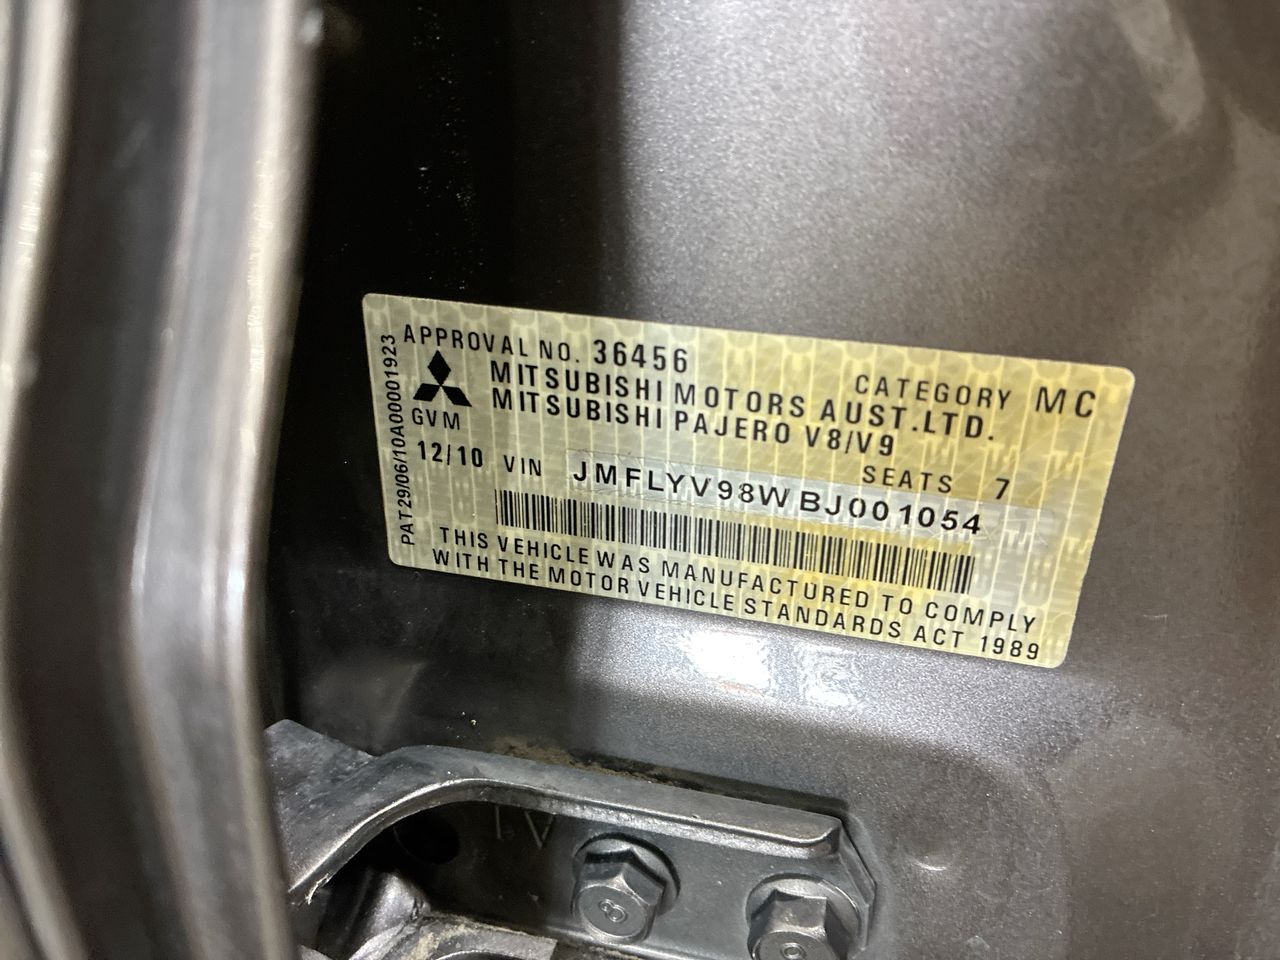 APPROVAL NO. 36456 CATEGORY MC
MITSUBISHI MOTORS AUST.LTD.
MITSUBISHI PAJERO V8/V9
GVM
SEATS 7
12/10 VIN JMFLYV98WBJ001054
THIS VEHICLE WAS MANUFACTURED TO COMPLY
WITH THE MOTOR VEHICLE STANDARDS ACT 1989
PAT29/06/10A00001923
8